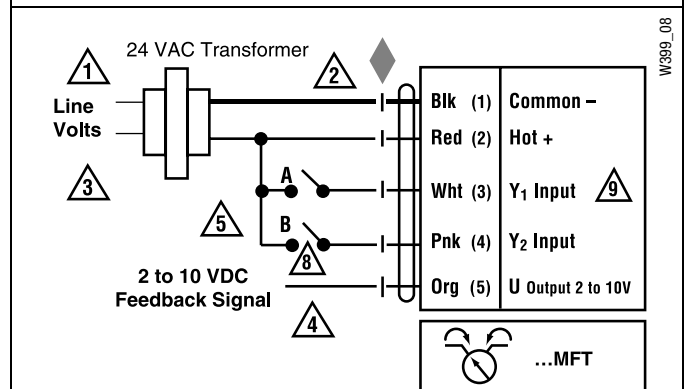 W399_08
24 VAC Transformer
1
2
Line
Volts
3
Blk (1) Common –
Red (2) Hot +
A
Wht (3) Y₁ Input
9
5
B
Pnk (4) Y₂ Input
8
2 to 10 VDC
Feedback Signal
Org (5) U Output 2 to 10V
4
...MFT